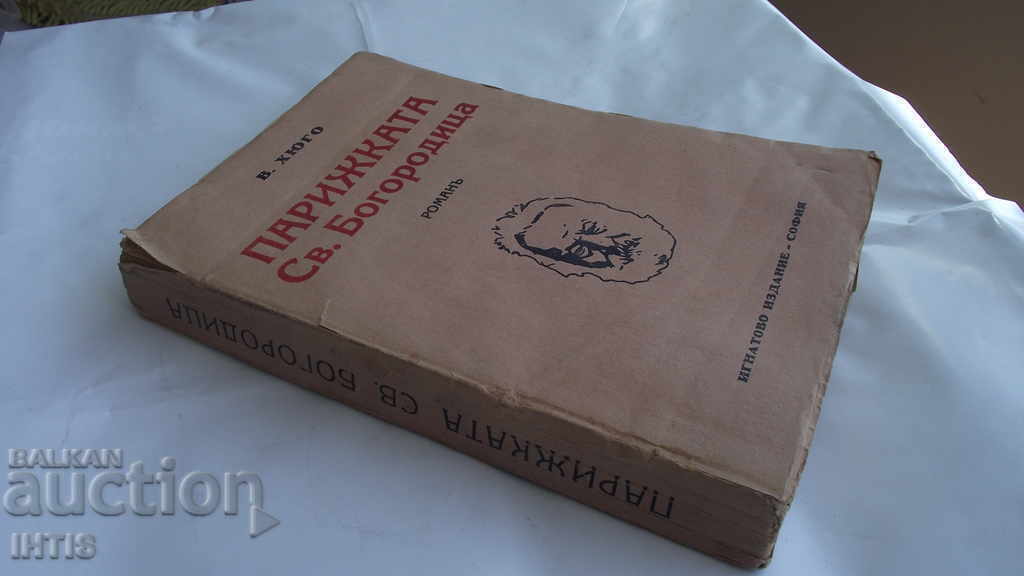 В. ХЮГО
ПАРИЖКАТА
Св. Богородица
РОМАНЪ
ИГНАТОВО ИЗДАНИЕ - СОФИЯ
ПАРИЖКАТА СВ. БОГОРОДИЦА
BALKAN
auction
IHTIS